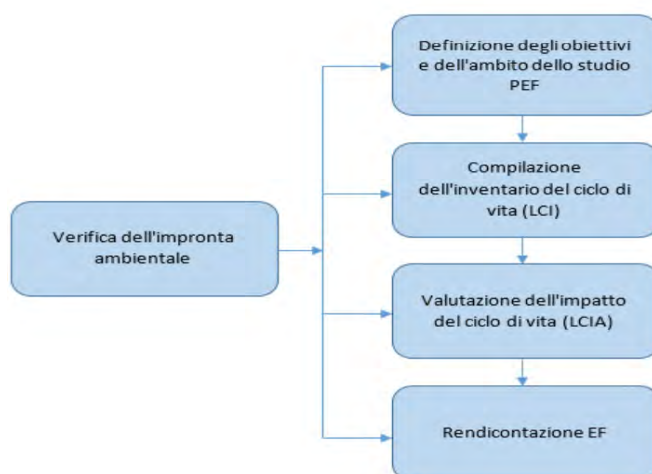 Definizione degli obiettivi
e dell'ambito dello studio
PEF
Compilazione
dell'inventario del ciclo di
vita (LCI)
Verifica dell'impronta
ambientale
Valutazione dell'impatto
del ciclo di vita (LCIA)
Rendicontazione EF